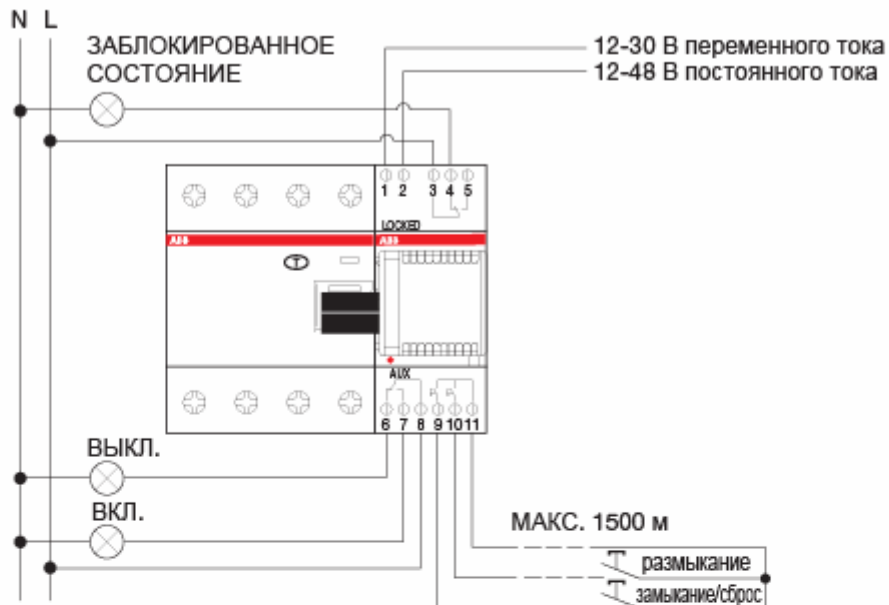 N L
ЗАБЛОКИРОВАННОЕ
СОСТОЯНИЕ
12-30 В переменного тока
12-48 В постоянного тока
1 2 3 4 5
LOCKED
ABB ABB
T
AUX
6 7 8 9 10 11
ВЫКЛ.
ВКЛ.
МАКС. 1500 м
размыкание
замыкание/сброс